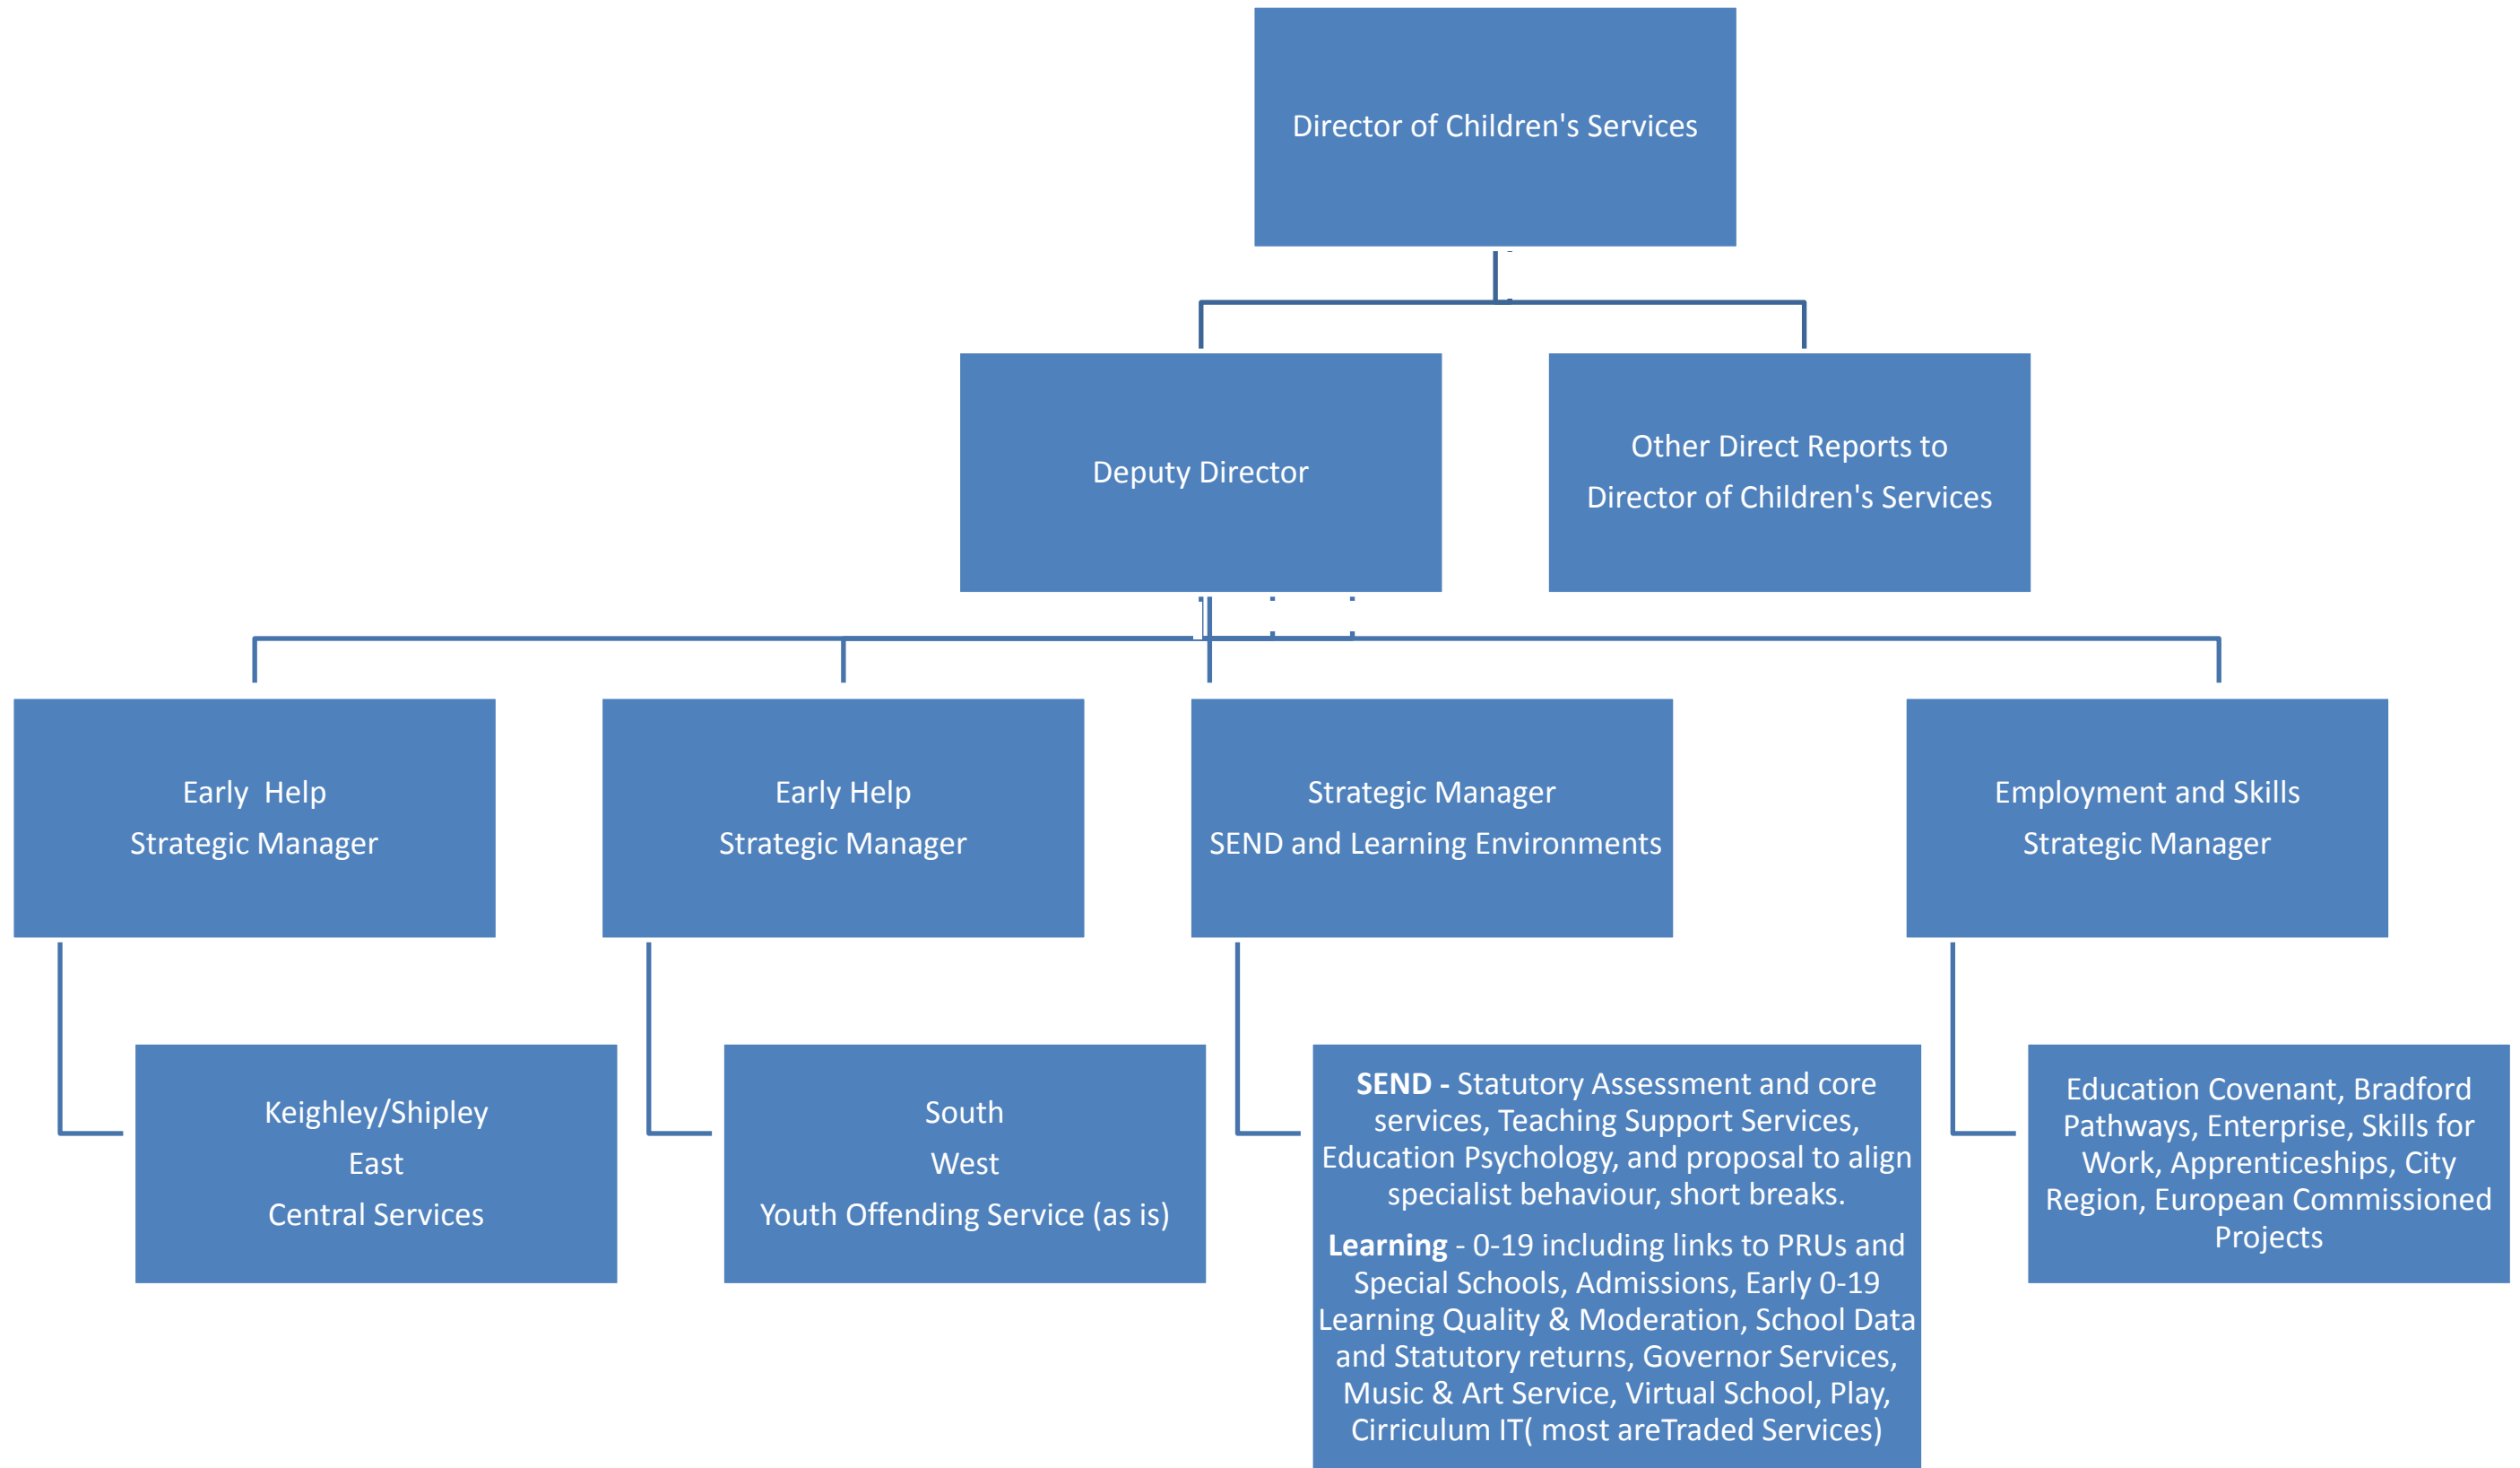 Director of Children's Services
Deputy Director
Other Direct Reports to
Director of Children's Services
Early  Help
Strategic Manager
Early Help
Strategic Manager
Strategic Manager
SEND and Learning Environments
Employment and Skills
Strategic Manager
Keighley/Shipley
East
Central Services
South
West
Youth Offending Service (as is)
SEND - Statutory Assessment and core
services, Teaching Support Services,
Education Psychology, and proposal to align
specialist behaviour, short breaks.
Learning - 0-19 including links to PRUs and
Special Schools, Admissions, Early 0-19
Learning Quality & Moderation, School Data
and Statutory returns, Governor Services,
Music & Art Service, Virtual School, Play,
Cirriculum IT( most areTraded Services)
Education Covenant, Bradford
Pathways, Enterprise, Skills for
Work, Apprenticeships, City
Region, European Commissioned
Projects